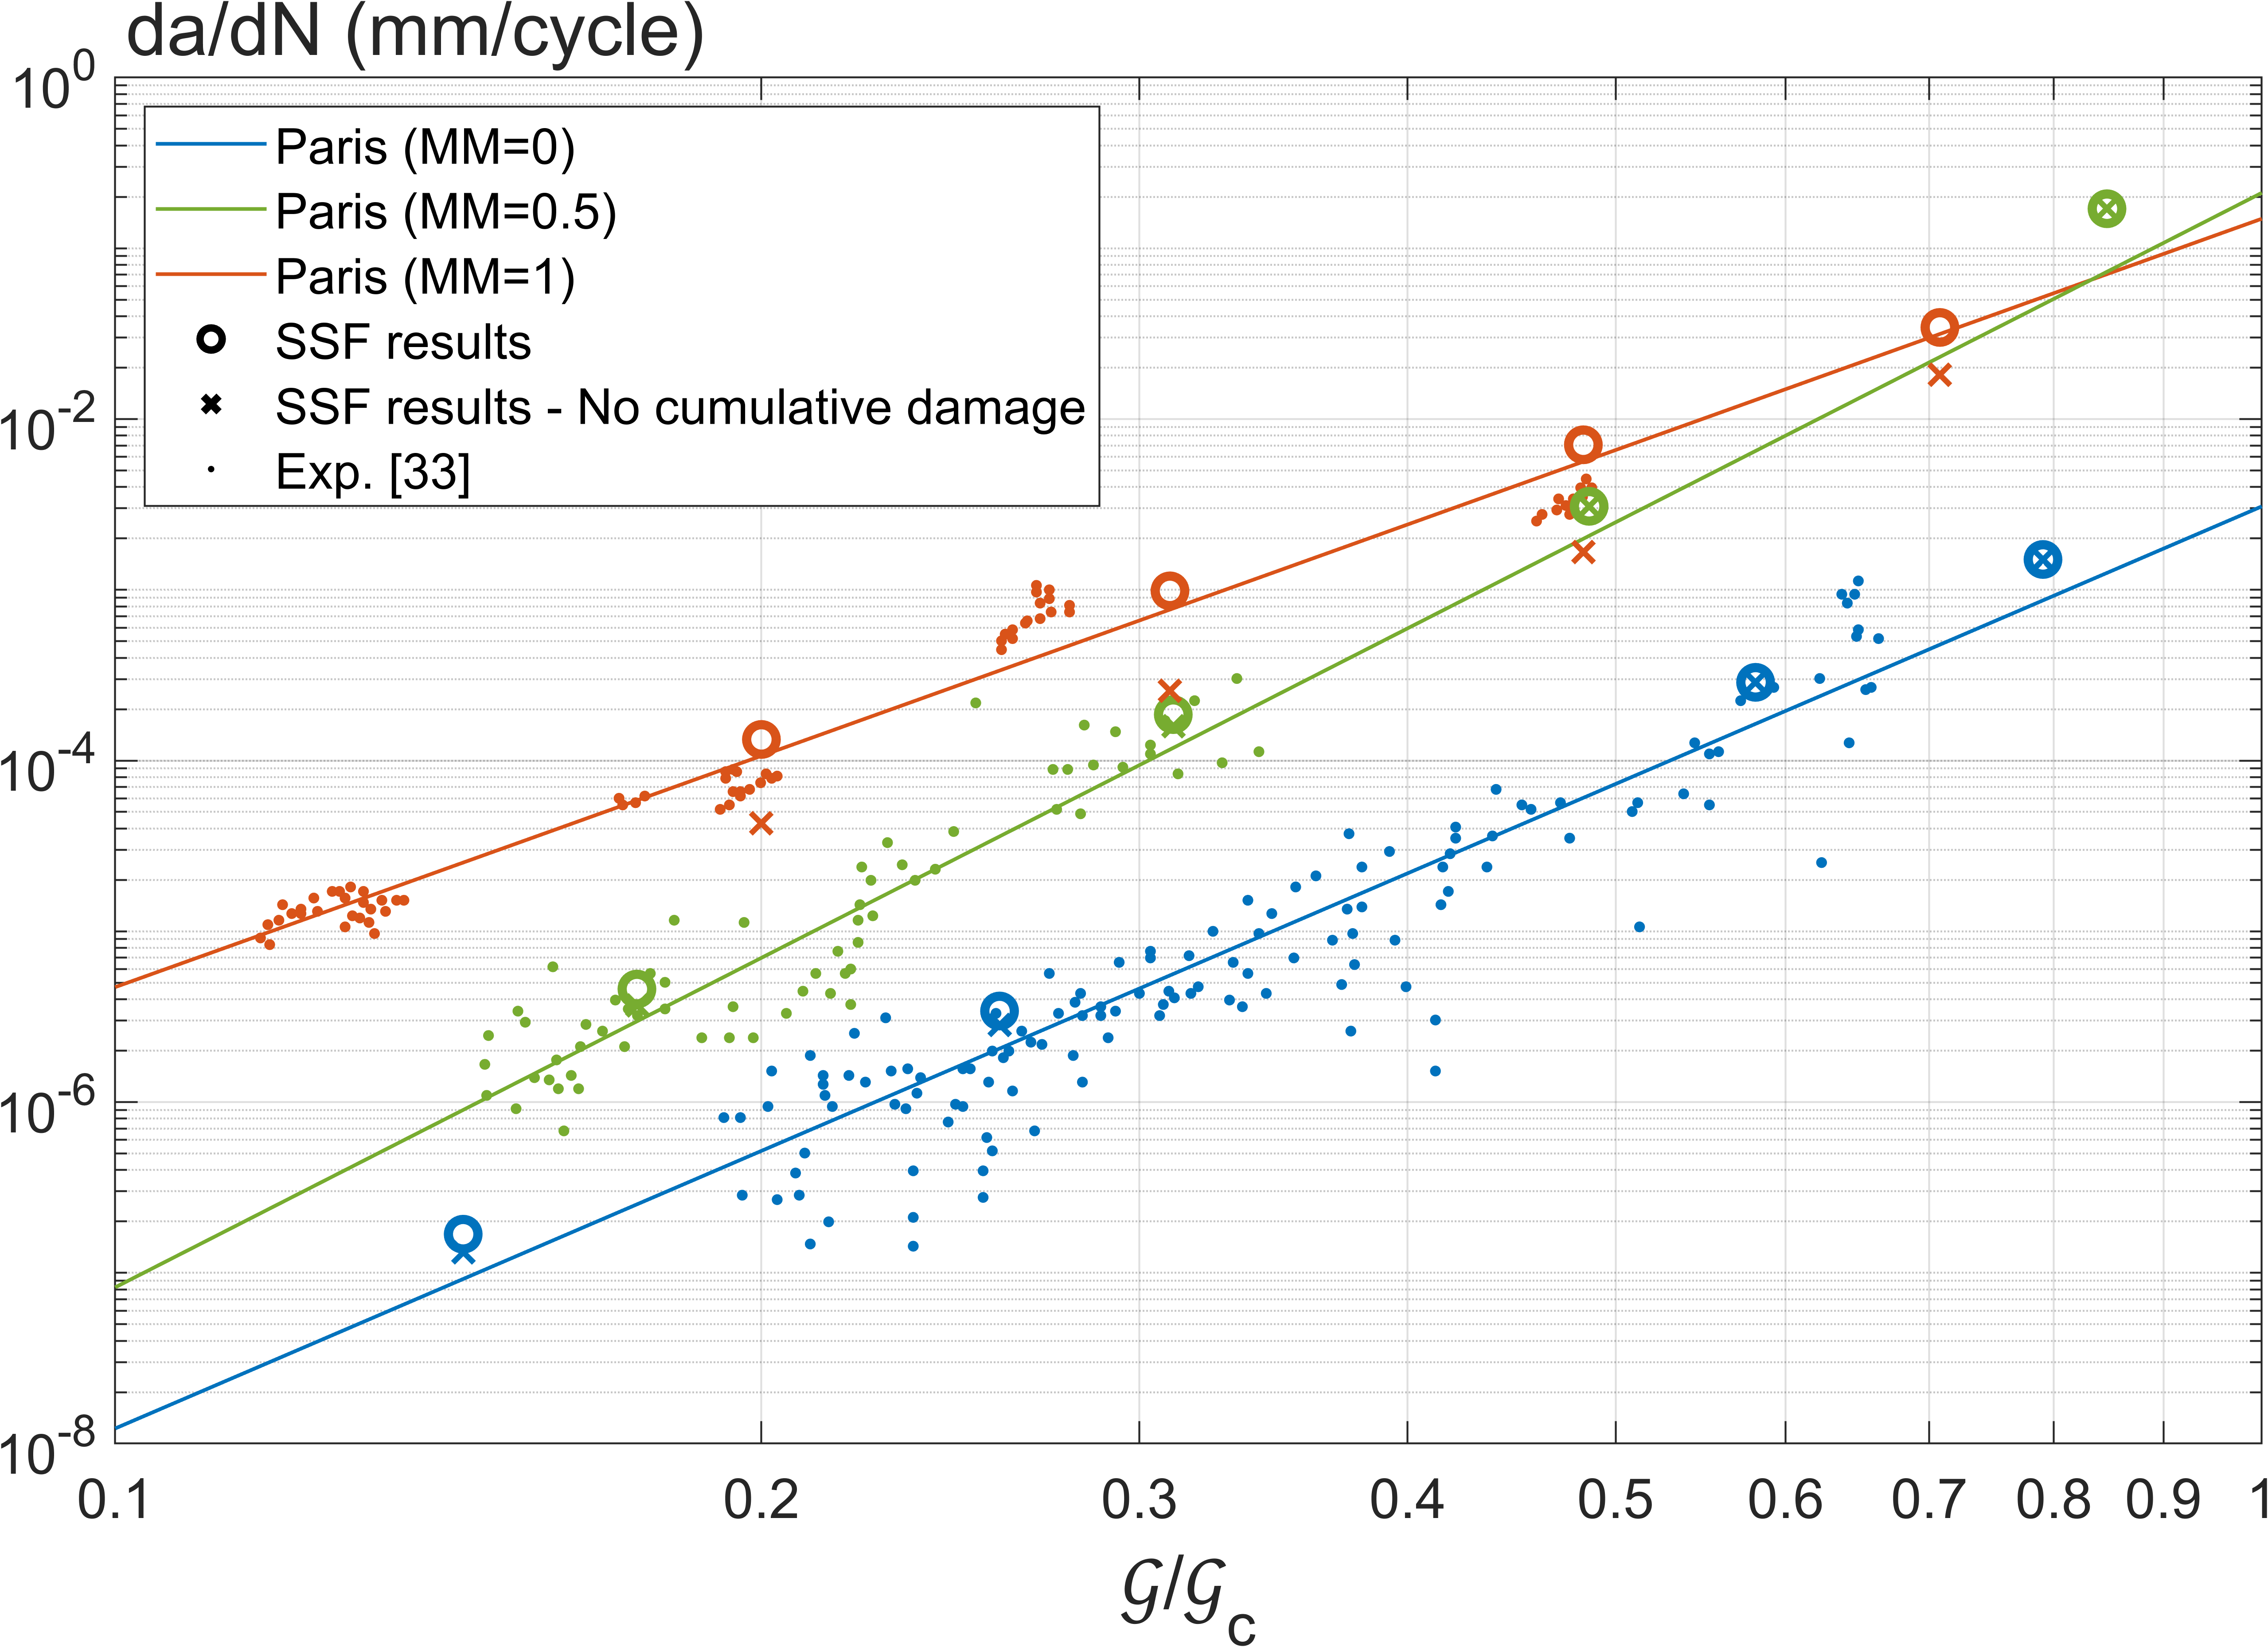 da/dN (mm/cycle)
10^0
10^-2
10^-4
10^-6
10^-8
Paris (MM=0)
Paris (MM=0.5)
Paris (MM=1)
SSF results
SSF results - No cumulative damage
Exp. [33]
0.1 0.2 0.3 0.4 0.5 0.6 0.7 0.8 0.9 1
𝒢/𝒢_c